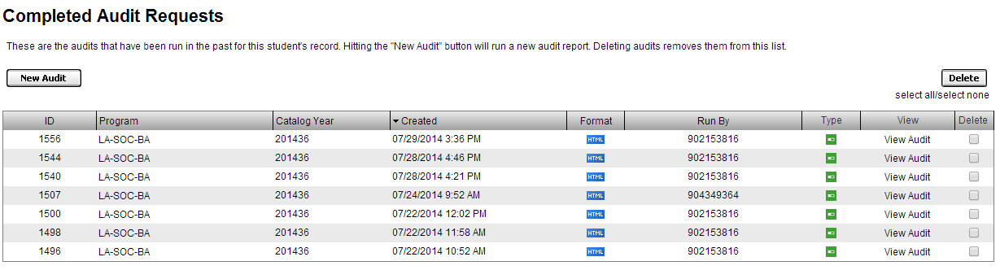 Completed Audit Requests
These are the audits that have been run in the past for this student's record. Hitting the "New Audit" button will run a new audit report. Deleting audits removes them from this list.
New Audit Delete
select all/select none
ID Program Catalog Year Created Format Run By Type View Delete
1556 LA-SOC-BA 201436 07/29/2014 3:36 PM HTML 902153816 View Audit
1544 LA-SOC-BA 201436 07/28/2014 4:46 PM HTML 902153816 View Audit
1540 LA-SOC-BA 201436 07/28/2014 4:21 PM HTML 902153816 View Audit
1507 LA-SOC-BA 201436 07/24/2014 9:52 AM HTML 904349364 View Audit
1500 LA-SOC-BA 201436 07/22/2014 12:02 PM HTML 902153816 View Audit
1498 LA-SOC-BA 201436 07/22/2014 11:58 AM HTML 902153816 View Audit
1496 LA-SOC-BA 201436 07/22/2014 10:52 AM HTML 902153816 View Audit